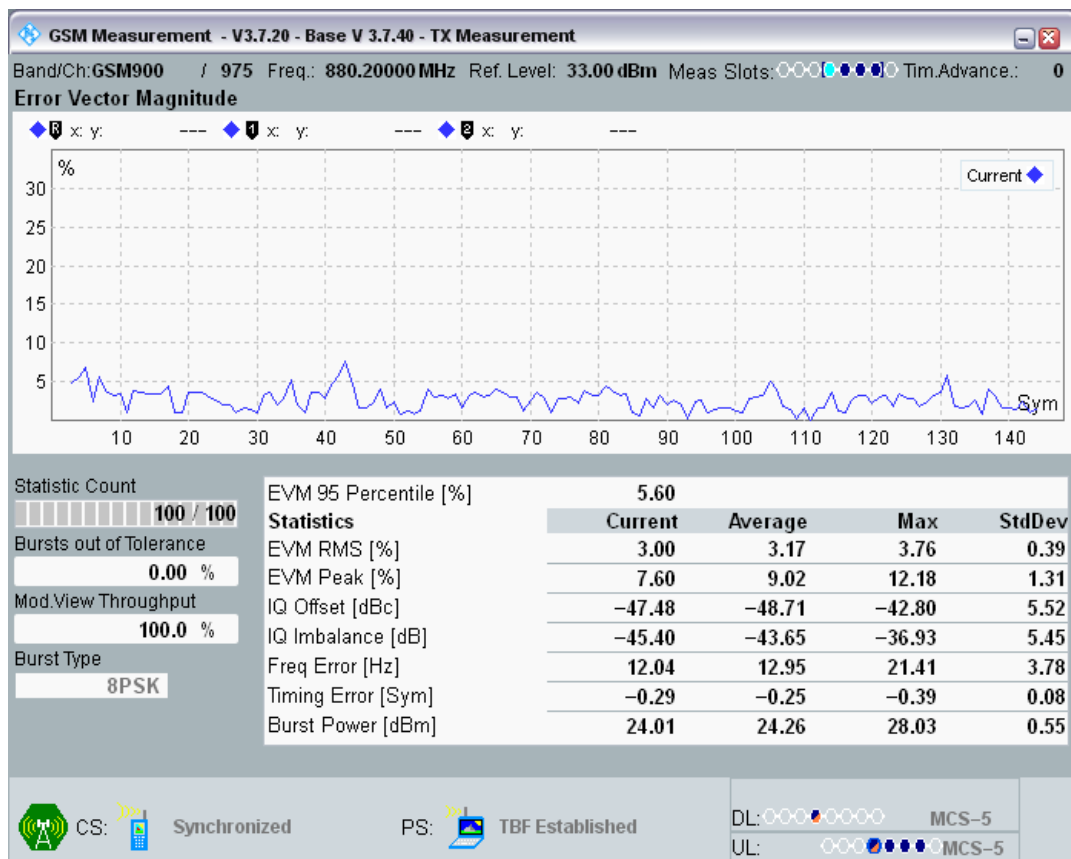 GSM Measurement - V3.7.20 - Base V 3.7.40 - TX Measurement
Band/Ch:GSM900 / 975 Freq.: 880.20000 MHz Ref. Level: 33.00 dBm Meas Slots: Tim.Advance.: 0
Error Vector Magnitude
R x: y: --- 1 x: y: --- 2 x: y: ---
%
Current
30
25
20
15
10
5
Sym
10 20 30 40 50 60 70 80 90 100 110 120 130 140
Statistic Count
100 / 100
Bursts out of Tolerance
0.00 %
Mod.View Throughput
100.0 %
Burst Type
8PSK
EVM 95 Percentile [%] 5.60
Statistics Current Average Max StdDev
EVM RMS [%] 3.00 3.17 3.76 0.39
EVM Peak [%] 7.60 9.02 12.18 1.31
IQ Offset [dBc] −47.48 −48.71 −42.80 5.52
IQ Imbalance [dB] −45.40 −43.65 −36.93 5.45
Freq Error [Hz] 12.04 12.95 21.41 3.78
Timing Error [Sym] −0.29 −0.25 −0.39 0.08
Burst Power [dBm] 24.01 24.26 28.03 0.55
CS: Synchronized PS: TBF Established
DL: MCS−5
UL: MCS−5